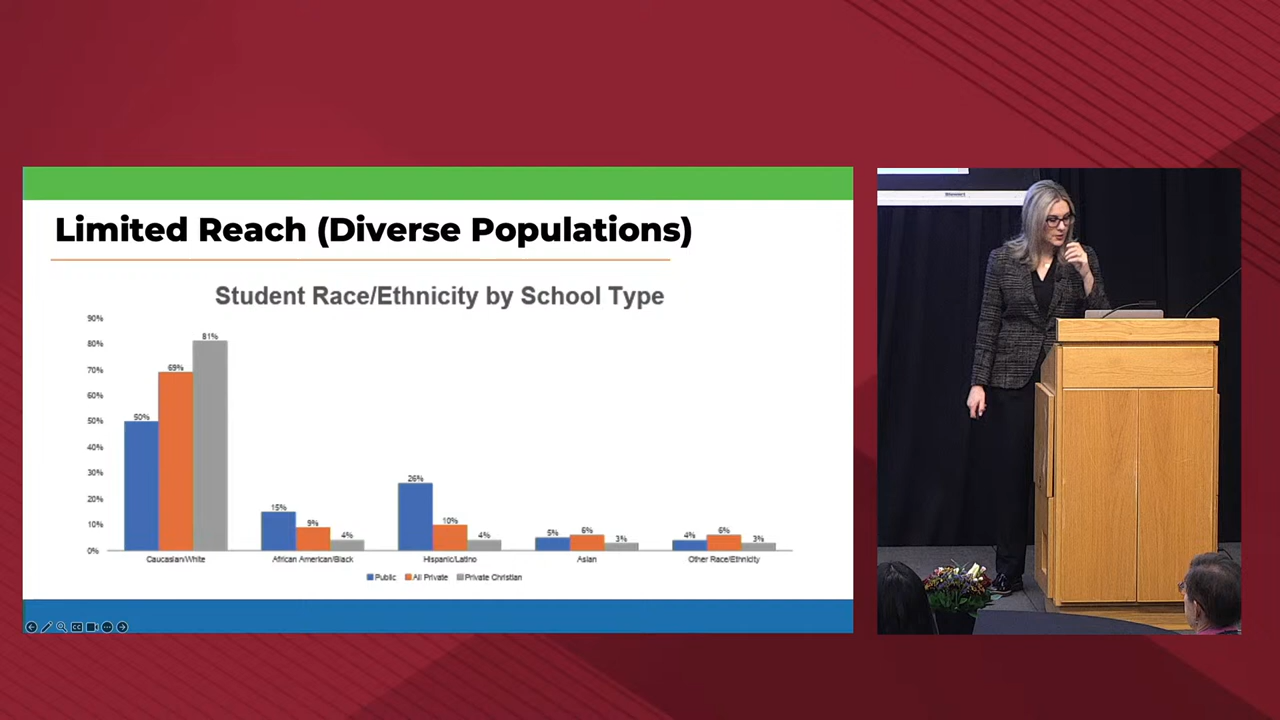 Limited Reach (Diverse Populations)
Student Race/Ethnicity by School Type
90%
80%
70%
60%
50%
40%
30%
20%
10%
0%
50% 69% 81%
15% 9% 4%
26% 10% 4%
5% 6% 3%
4% 6% 3%
Caucasian/White African American/Black Hispanic/Latino Asian Other Race/Ethnicity
Public All Private Private Christian
CC